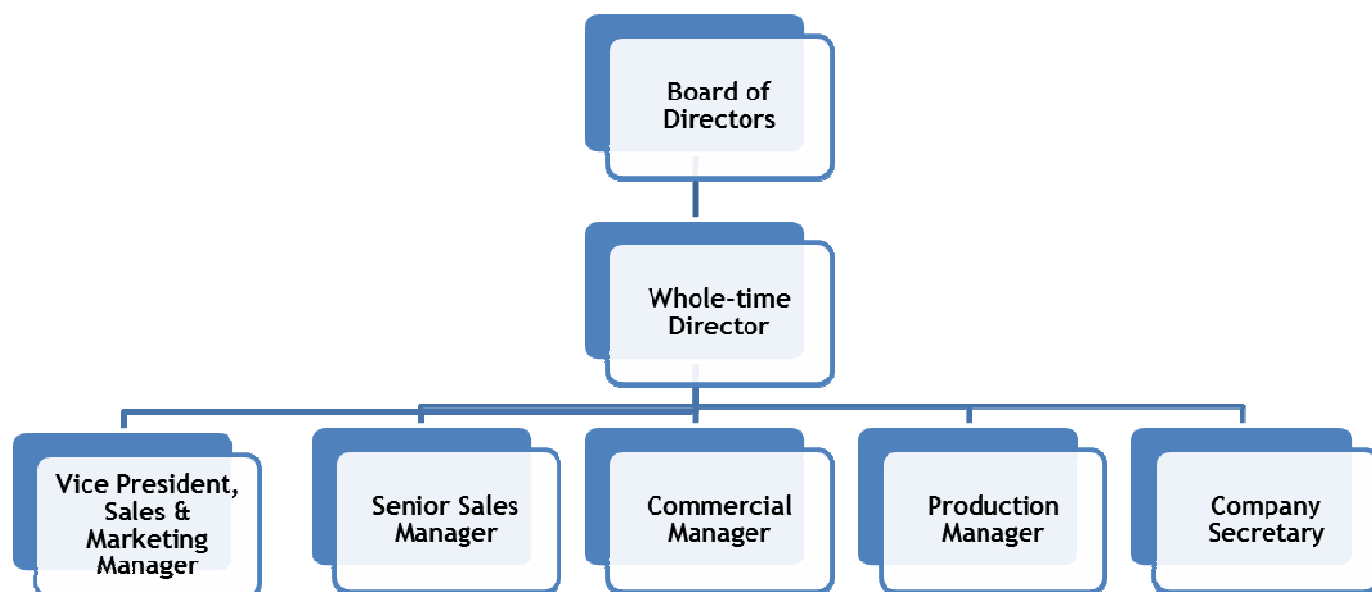 Board of
Directors
Whole-time
Director
Vice President,
Sales &
Marketing
Manager
Senior Sales
Manager
Commercial
Manager
Production
Manager
Company
Secretary